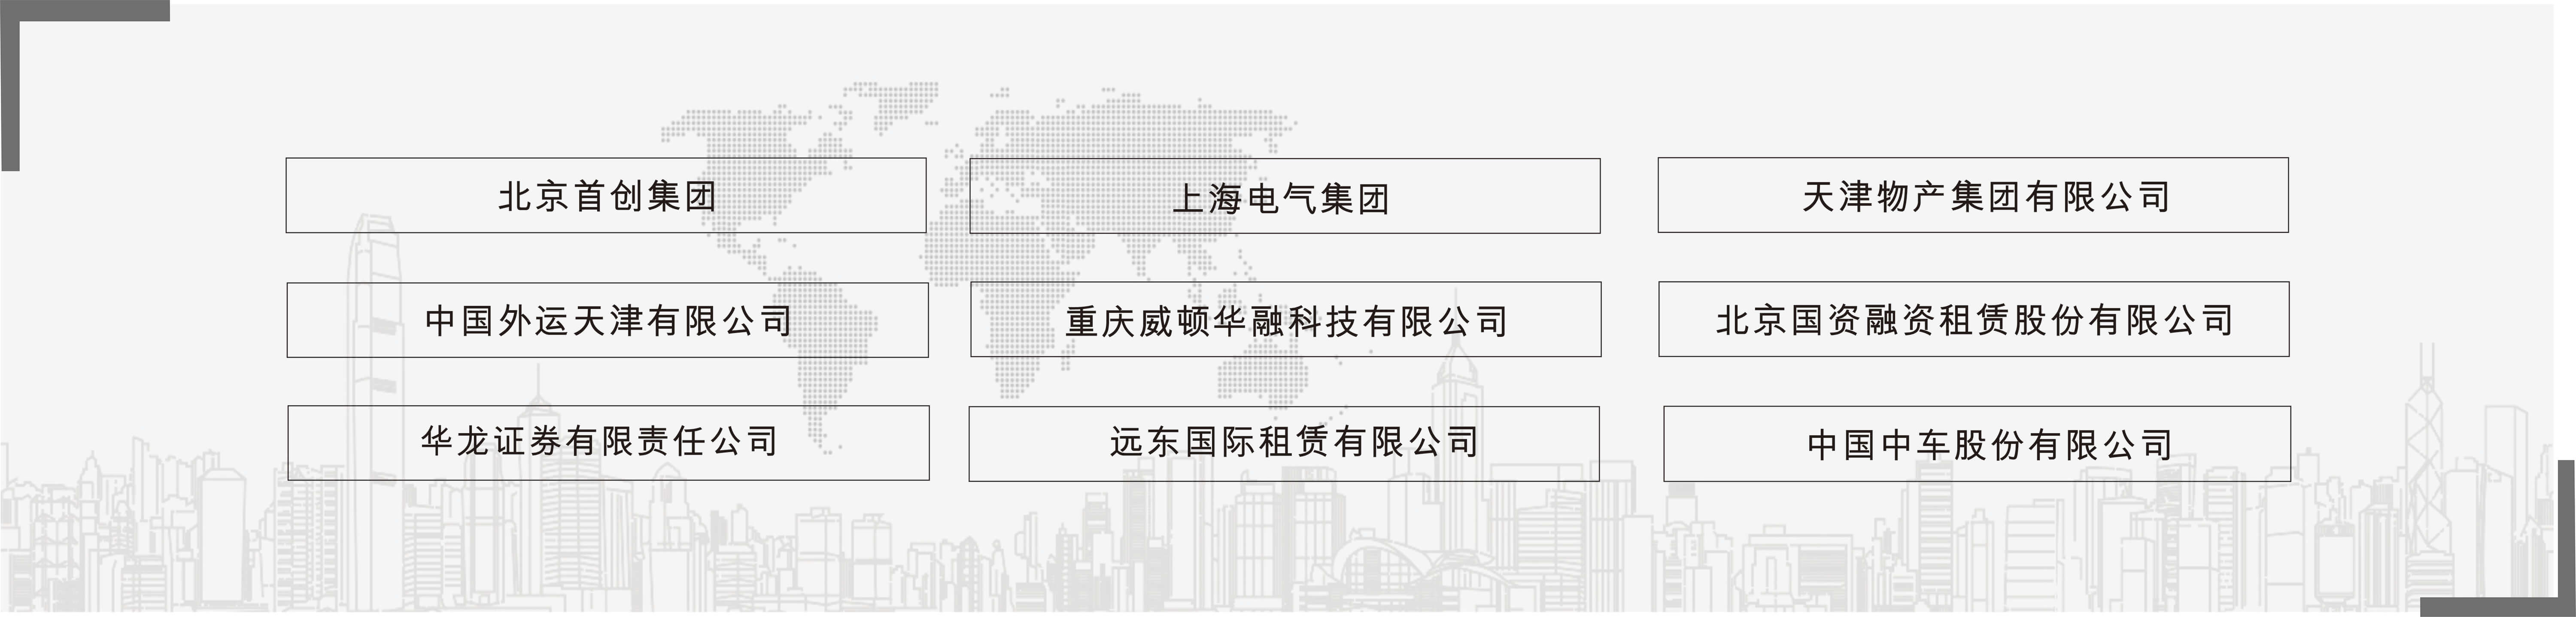 北京首创集团
上海电气集团
天津物产集团有限公司
中国外运天津有限公司
重庆威顿华融科技有限公司
北京国资融资租赁股份有限公司
华龙证券有限责任公司
远东国际租赁有限公司
中国中车股份有限公司